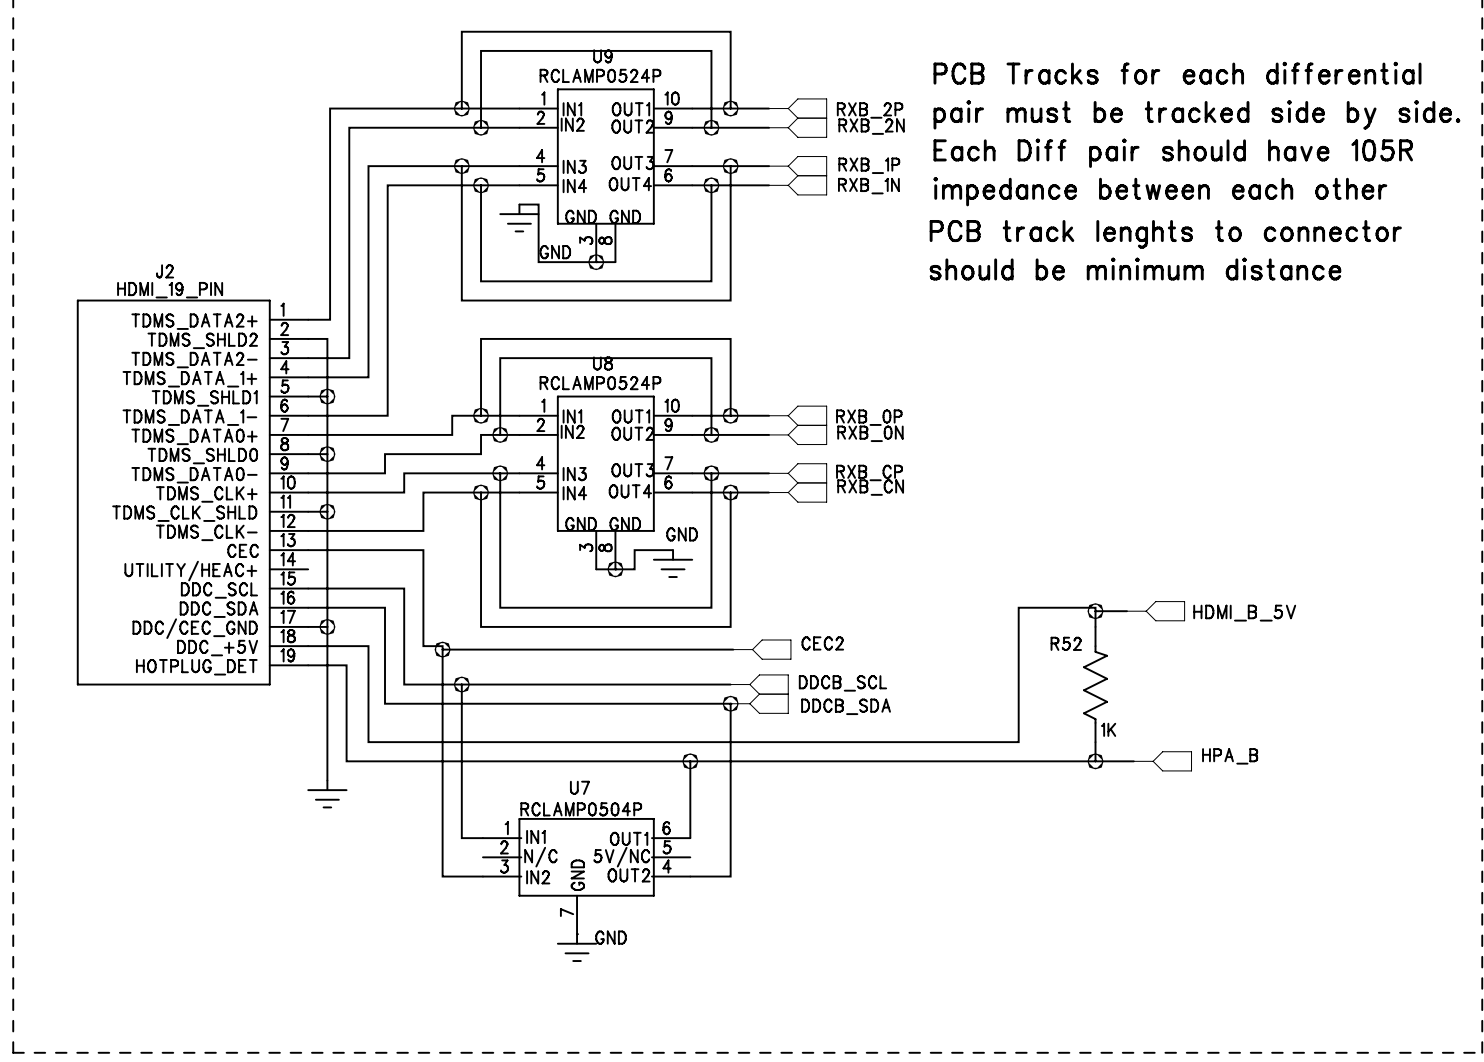 U9
RCLAMP0524P
1 IN1 OUT1 10 RXB_2P
2 IN2 OUT2 9 RXB_2N
4 IN3 OUT3 7 RXB_1P
5 IN4 OUT4 6 RXB_1N
GND GND
3 8
GND
PCB Tracks for each differential
pair must be tracked side by side.
Each Diff pair should have 105R
impedance between each other
PCB track lenghts to connector
should be minimum distance
J2
HDMI_19_PIN
TDMS_DATA2+ 1
TDMS_SHLD2 2
TDMS_DATA2- 3
TDMS_DATA_1+ 4
TDMS_SHLD1 5
TDMS_DATA_1- 6
TDMS_DATA0+ 7
TDMS_SHLD0 8
TDMS_DATA0- 9
TDMS_CLK+ 10
TDMS_CLK_SHLD 11
TDMS_CLK- 12
CEC 13
UTILITY/HEAC+ 14
DDC_SCL 15
DDC_SDA 16
DDC/CEC_GND 17
DDC_+5V 18
HOTPLUG_DET 19
U8
RCLAMP0524P
1 IN1 OUT1 10 RXB_0P
2 IN2 OUT2 9 RXB_0N
4 IN3 OUT3 7 RXB_CP
5 IN4 OUT4 6 RXB_CN
GND GND
3 8
GND
HDMI_B_5V
R52
1K
HPA_B
CEC2
DDCB_SCL
DDCB_SDA
U7
RCLAMP0504P
1 IN1 OUT1 6
2 N/C 5V/NC 5
3 IN2 OUT2 4
GND
7
GND